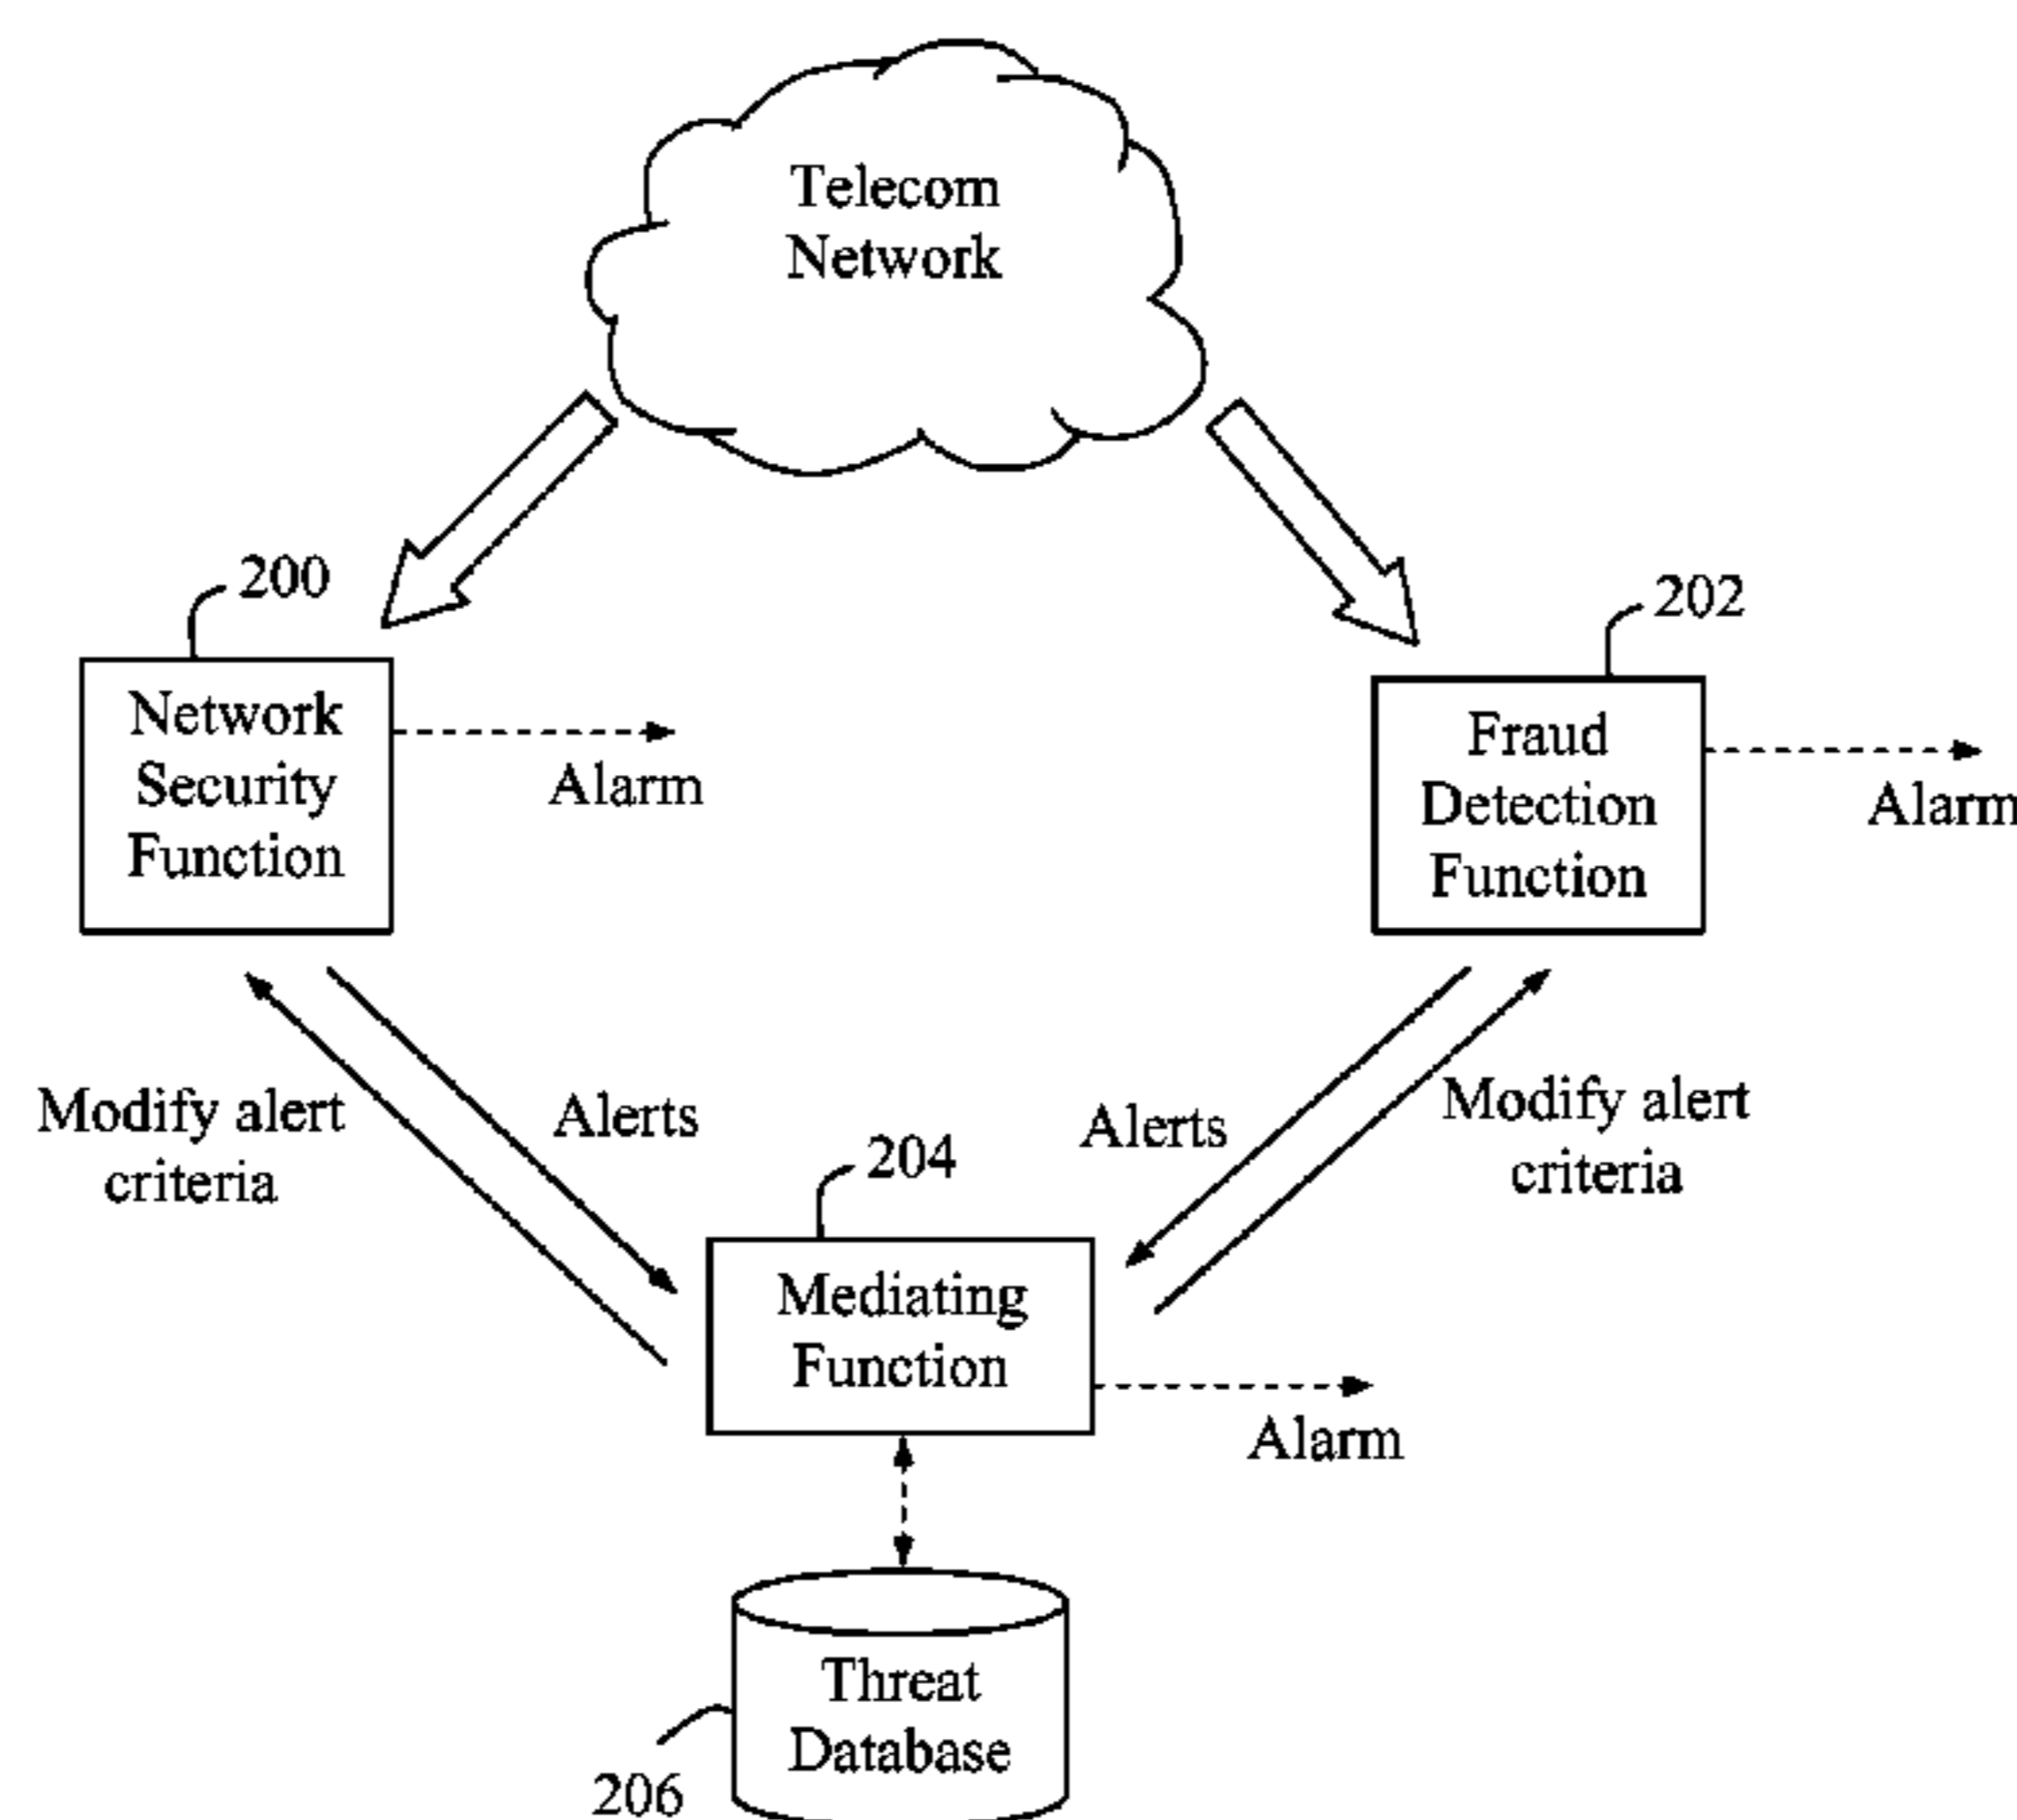 Telecom
Network
200
202
Network
Security
Function
Alarm
Fraud
Detection
Function
Alarm
Modify alert
criteria
Alerts
Alerts
Modify alert
criteria
204
Mediating
Function
Alarm
Threat
Database
206